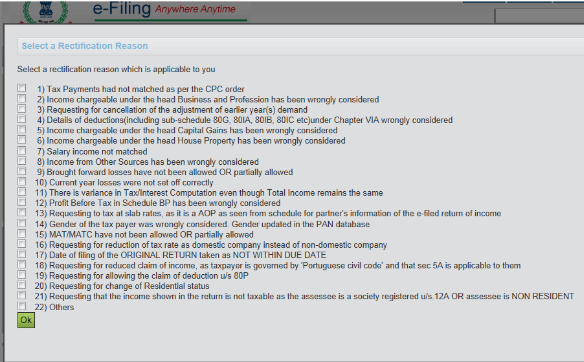 e-Filing Anywhere Anytime
Select a Rectification Reason
Select a rectification reason which is applicable to you
1) Tax Payments had not matched as per the CPC order
2) Income chargeable under the head Business and Profession has been wrongly considered
3) Requesting for cancellation of the adjustment of earlier year(s) demand
4) Details of deductions(including sub-schedule 80G, 80IA, 80IB, 80IC etc)under Chapter VIA wrongly considered
5) Income chargeable under the head Capital Gains has been wrongly considered
6) Income chargeable under the head House Property has been wrongly considered
7) Salary income not matched
8) Income from Other Sources has been wrongly considered
9) Brought forward losses have not been allowed OR partially allowed
10) Current year losses were not set off correctly
11) There is variance in Tax/Interest Computation even though Total Income remains the same
12) Profit Before Tax in Schedule BP has been wrongly considered
13) Requesting to tax at slab rates, as it is a AOP as seen from schedule for partner's information of the e-filed return of income
14) Gender of the tax payer was wrongly considered. Gender updated in the PAN database
15) MAT/MATC have not been allowed OR partially allowed
16) Requesting for reduction of tax rate as domestic company instead of non-domestic company
17) Date of filing of the ORIGINAL RETURN taken as NOT WITHIN DUE DATE
18) Requesting for reduced claim of income, as taxpayer is governed by 'Portuguese civil code' and that sec 5A is applicable to them
19) Requesting for allowing the claim of deduction u/s 80P
20) Requesting for change of Residential status
21) Requesting that the income shown in the return is not taxable as the assessee is a society registered u/s.12A OR assessee is NON RESIDENT
22) Others
Ok